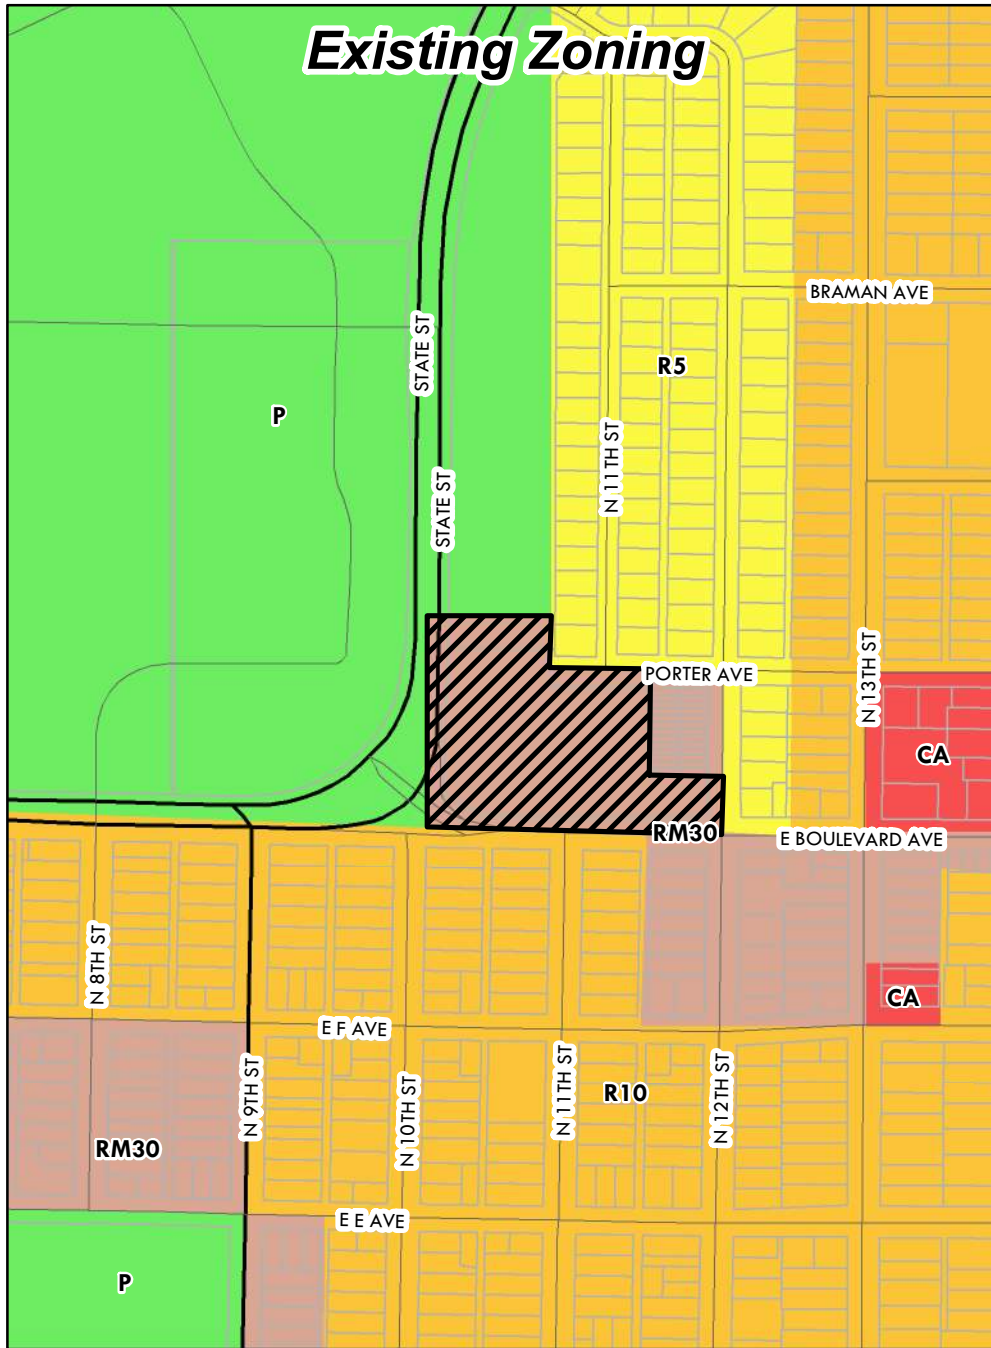 Existing Zoning
BRAMAN AVE
STATE ST
R5
P
N 11TH ST
STATE ST
N 13TH ST
PORTER AVE
CA
RM30
E BOULEVARD AVE
N 8TH ST
CA
E F AVE
N 9TH ST
N 10TH ST
N 11TH ST
R10
N 12TH ST
RM30
E E AVE
P